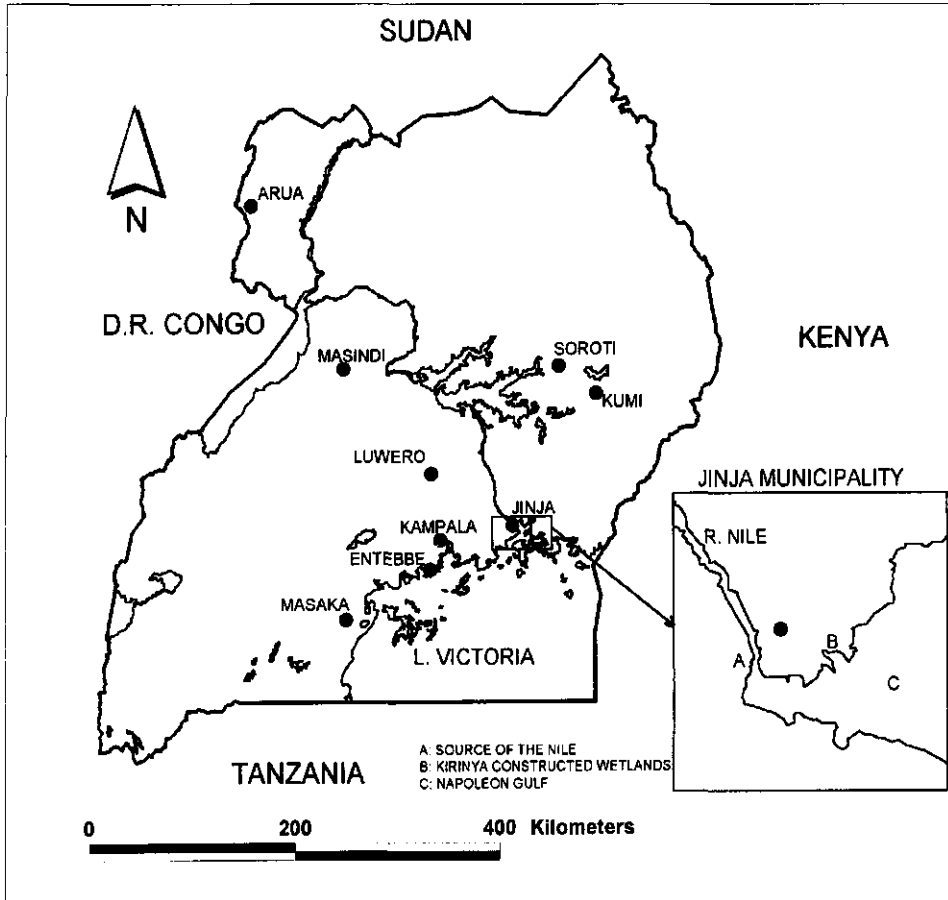 SUDAN
N
ARUA
D.R. CONGO
KENYA
MASINDI
SOROTI
KUMI
LUWERO
JINJA MUNICIPALITY
JINJA
KAMPALA
R. NILE
ENTEBBE
MASAKA
B
A
L. VICTORIA
C
A: SOURCE OF THE NILE
B: KIRINYA CONSTRUCTED WETLANDS
C: NAPOLEON GULF
TANZANIA
0 200 400 Kilometers